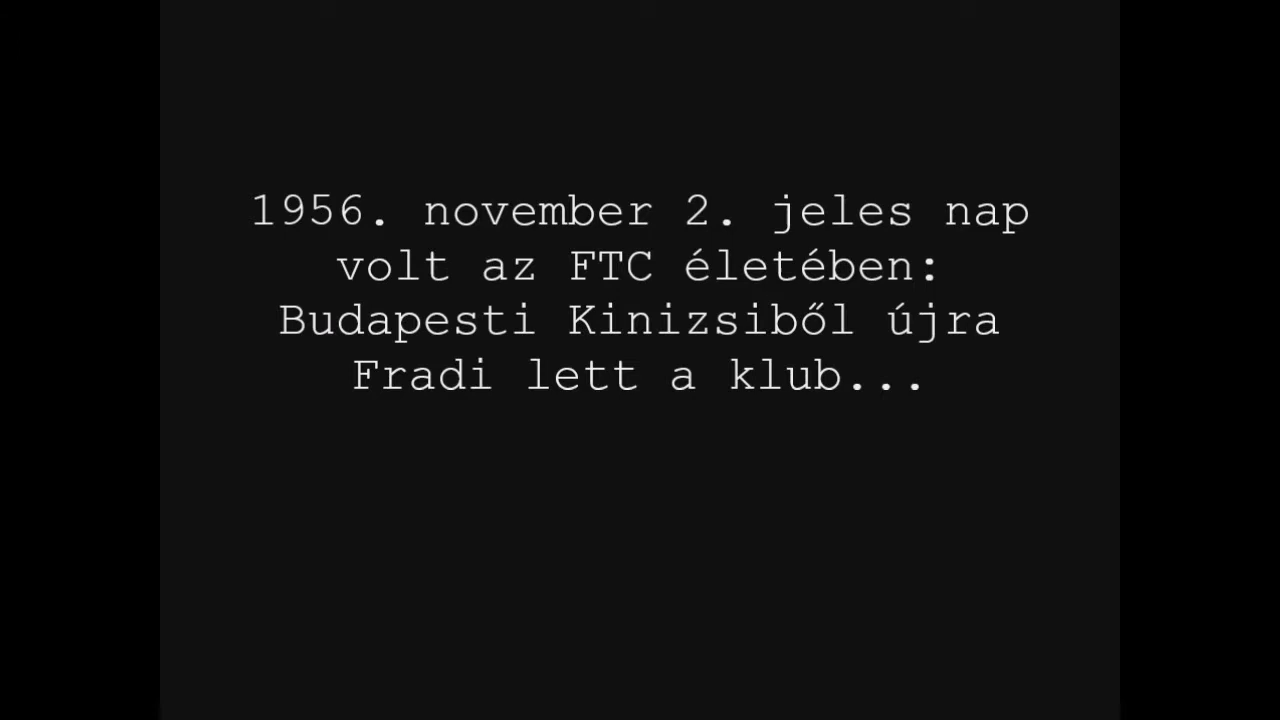 1956. november 2. jeles nap
volt az FTC életében:
Budapesti Kinizsiből újra
Fradi lett a klub...